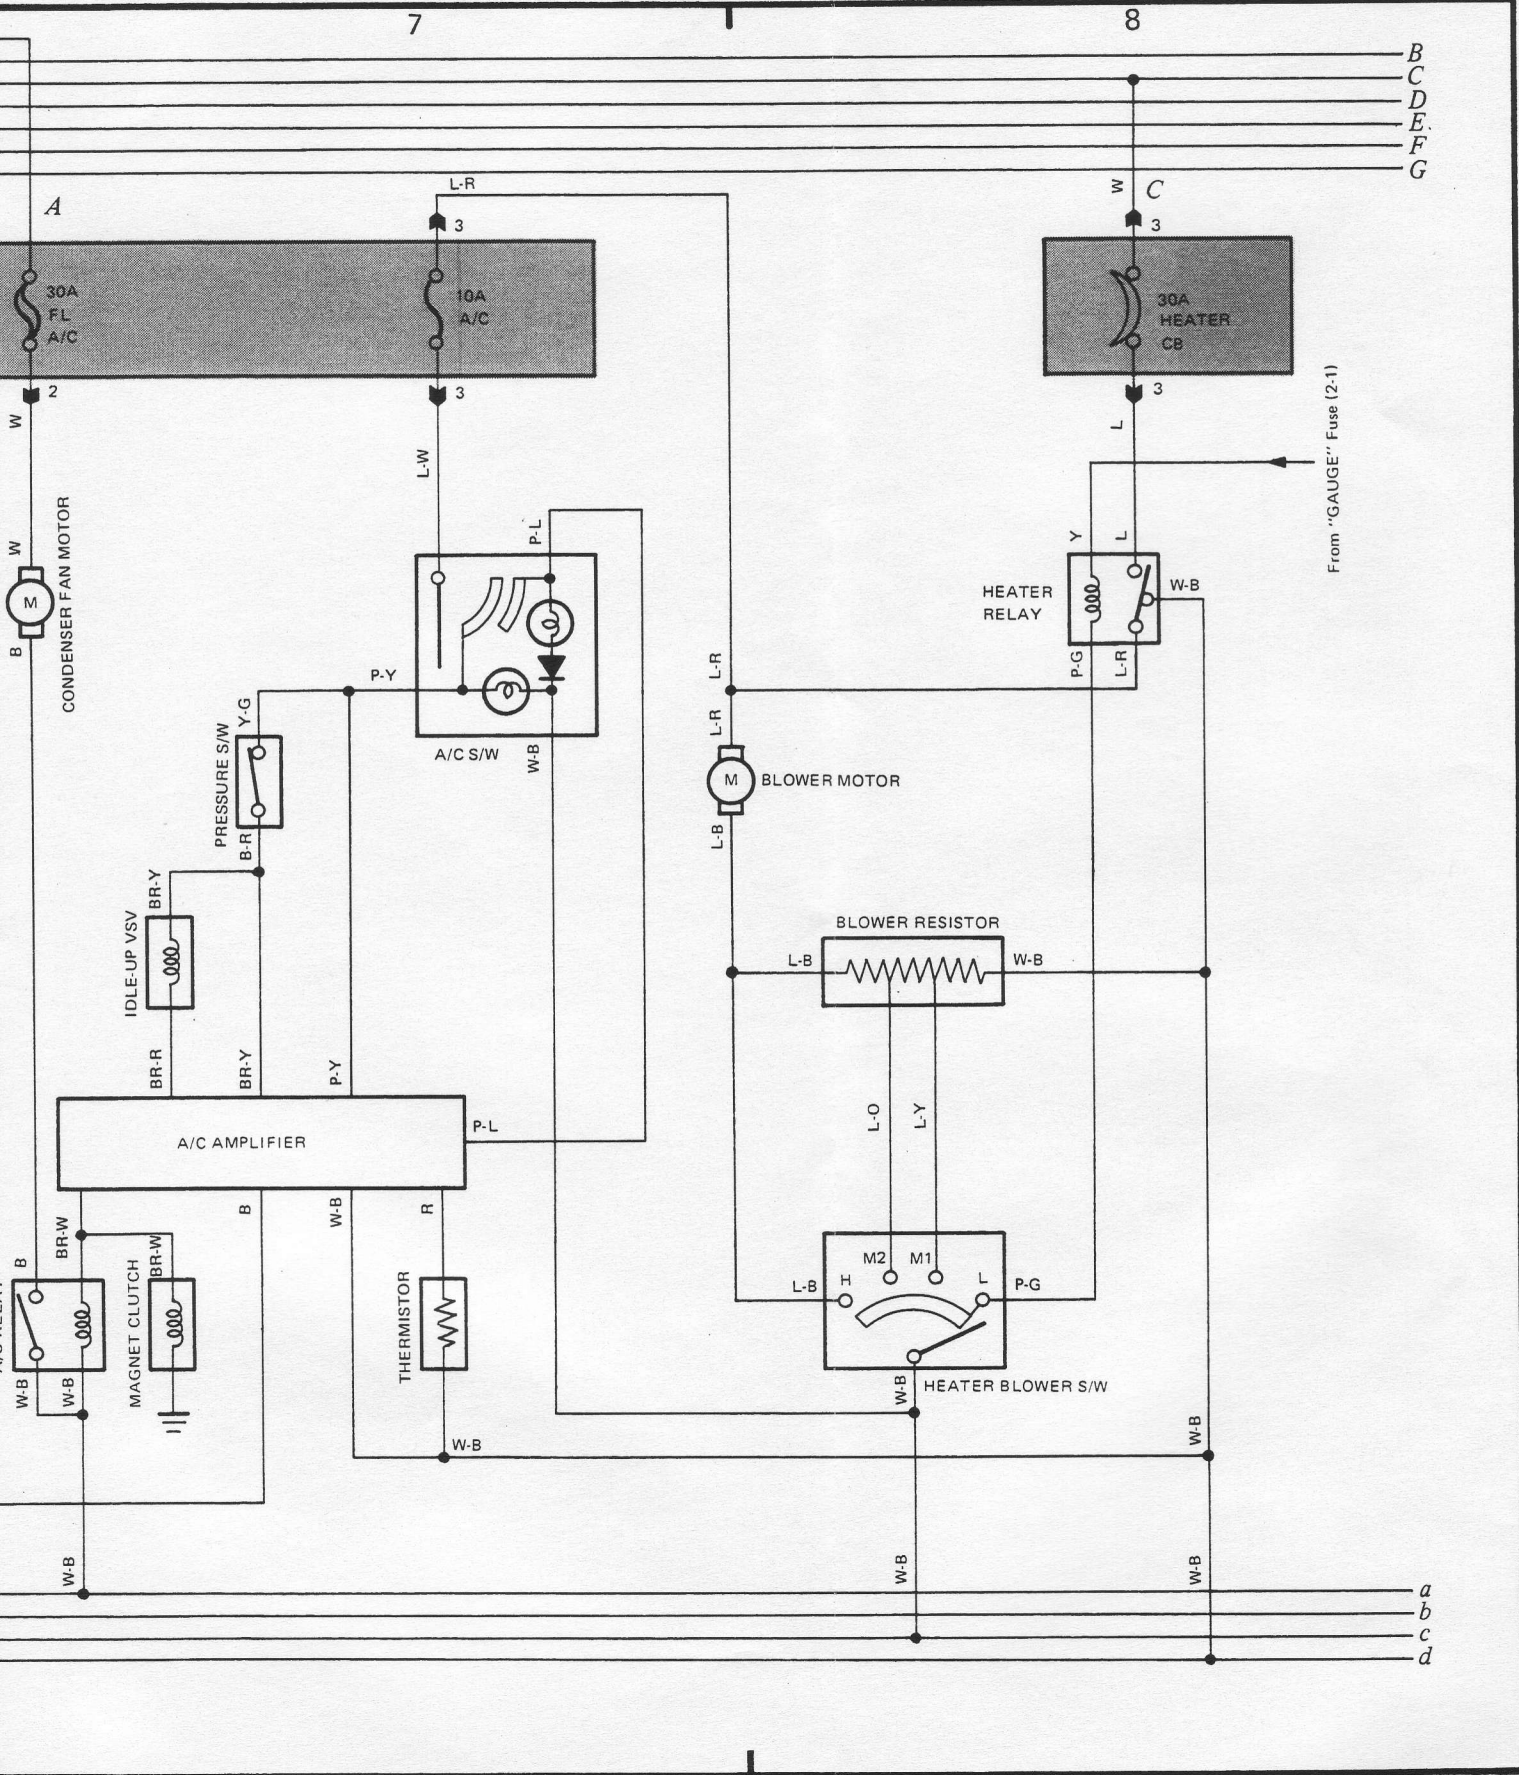 7
8
B
C
D
E.
F
G
A
L-R
W
C
3
3
30A
FL
A/C
10A
A/C
30A
HEATER
CB
2
3
3
W
L-W
L
From "GAUGE" Fuse (2-1)
W
CONDENSER FAN MOTOR
P-L
Y
L
M
HEATER
RELAY
W-B
B
P-Y
L-R
P-G
L-R
Y-G
PRESSURE S/W
A/C S/W
W-B
L-R
M
BLOWER MOTOR
B-R
L-B
BR-Y
IDLE-UP VSV
BLOWER RESISTOR
L-B
W-B
BR-R
BR-Y
P-Y
L-O
L-Y
A/C AMPLIFIER
P-L
BR-W
B
W-B
R
B
BR-W
M2
M1
L-B
H
L
P-G
MAGNET CLUTCH
THERMISTOR
W-B
W-B
W-B
HEATER BLOWER S/W
W-B
W-B
W-B
W-B
W-B
a
b
c
d